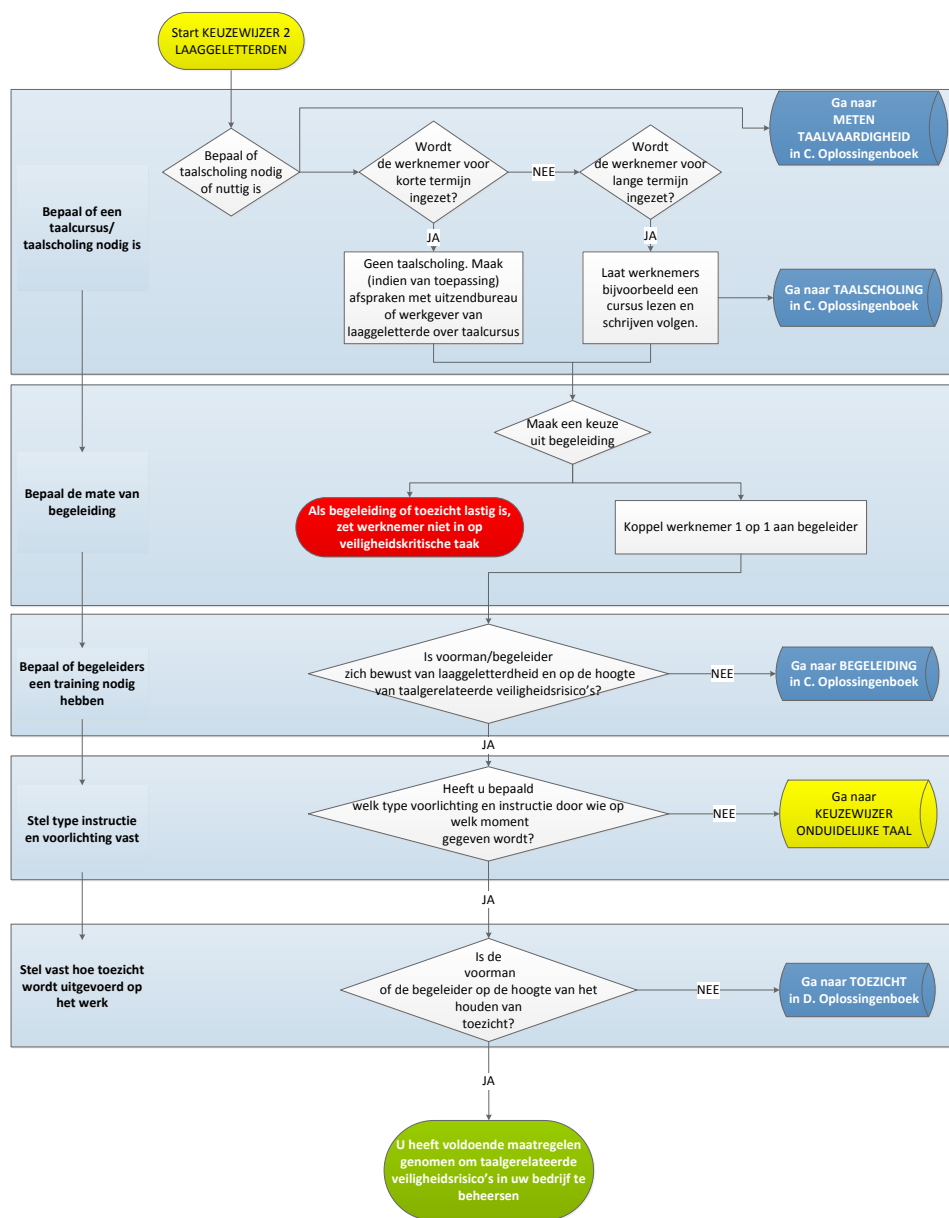 Start KEUZEWIJZER 2
LAAGGELETTERDEN
Bepaal of een
taalcursus/
taalscholing nodig is
Bepaal of
taalscholing nodig
of nuttig is
Wordt
de werknemer voor
korte termijn
ingezet?
NEE
Wordt
de werknemer voor
lange termijn
ingezet?
Ga naar
METEN
TAALVAARDIGHEID
in C. Oplossingenboek
JA
JA
Geen taalscholing. Maak
(indien van toepassing)
afspraken met uitzendbureau
of werkgever van
laaggeletterde over taalcursus
Laat werknemers
bijvoorbeeld een
cursus lezen en
schrijven volgen.
Ga naar TAALSCHOLING
in C. Oplossingenboek
Bepaal de mate van
begeleiding
Maak een keuze
uit begeleiding
Als begeleiding of toezicht lastig is,
zet werknemer niet in op
veiligheidskritische taak
Koppel werknemer 1 op 1 aan begeleider
Bepaal of begeleiders
een training nodig
hebben
Is voorman/begeleider
zich bewust van laaggeletterdheid en op de hoogte
van taalgerelateerde veiligheidsrisico's?
NEE
Ga naar BEGELEIDING
in C. Oplossingenboek
JA
Stel type instructie
en voorlichting vast
Heeft u bepaald
welk type voorlichting en instructie door wie op
welk moment
gegeven wordt?
NEE
Ga naar
KEUZEWIJZER
ONDUIDELIJKE TAAL
JA
Stel vast hoe toezicht
wordt uitgevoerd op
het werk
Is de
voorman
of de begeleider op de hoogte van het
houden van
toezicht?
NEE
Ga naar TOEZICHT
in D. Oplossingenboek
JA
U heeft voldoende maatregelen
genomen om taalgerelateerde
veiligheidsrisico's in uw bedrijf te
beheersen